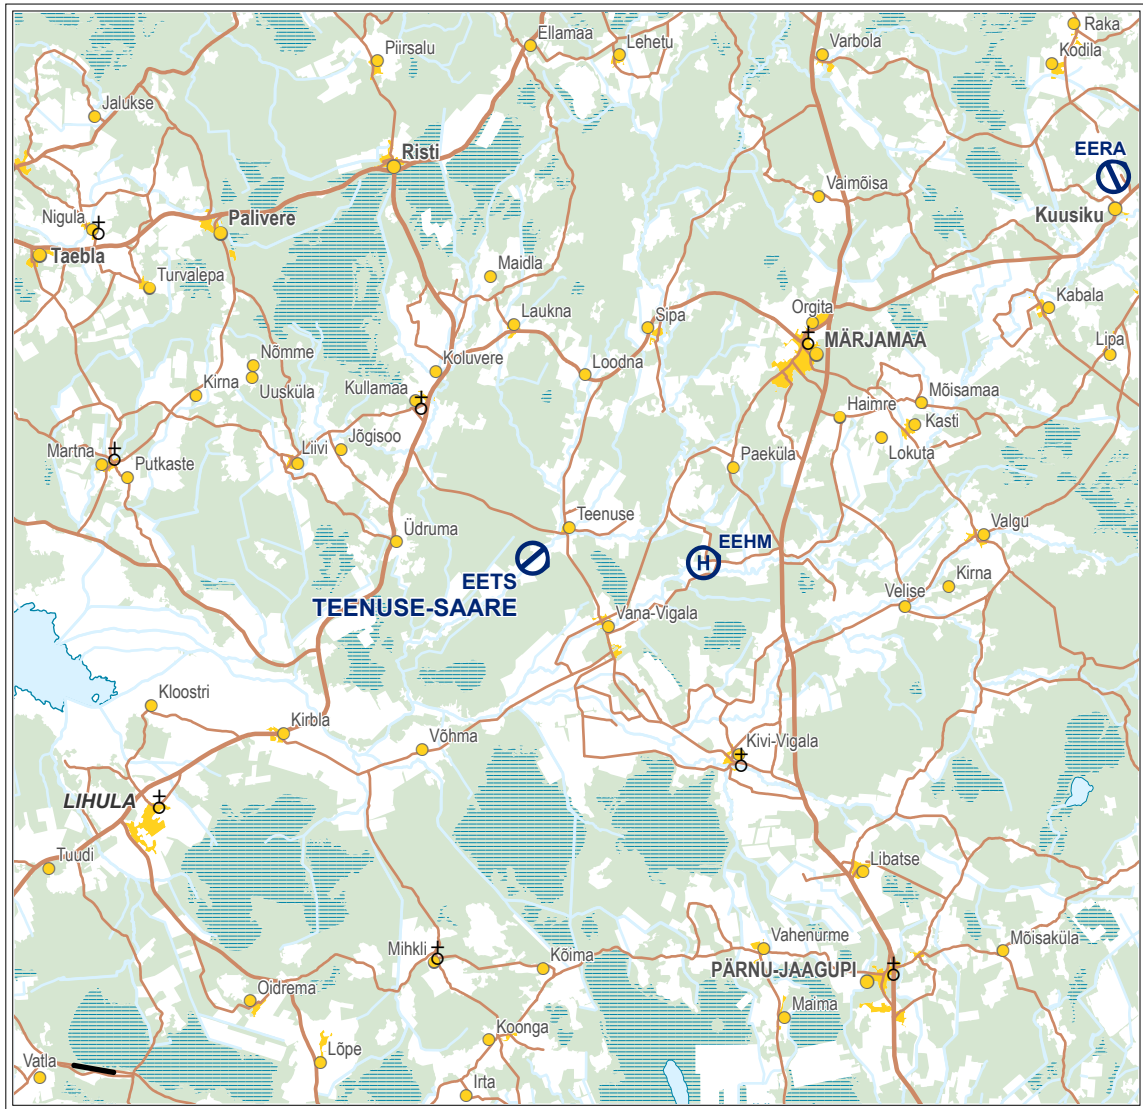 Raka
Ellamaa
Lehetu
Varbola
Kodila
Piirsalu
Jalukse
EERA
Risti
Vaimõisa
Nigula
Palivere
Kuusiku
Taebla
Turvalepa
Maidla
Kabala
Orgita
Laukna
Sipa
MÄRJAMAA
Lipa
Nõmme
Koluvere
Loodna
Kirna
Uusküla
Kullamaa
Mõisamaa
Haimre
Kasti
Jõgisoo
Martna
Putkaste
Liivi
Paeküla
Lokuta
Teenuse
Valgu
Üdruma
EEHM
H
EETS
TEENUSE-SAARE
Kirna
Velise
Vana-Vigala
Kloostri
Kirbla
Võhma
Kivi-Vigala
LIHULA
Tuudi
Libatse
Mihkli
Vahenurme
Mõisaküla
Kõima
PÄRNU-JAAGUPI
Oidrema
Maima
Koonga
Lõpe
Vatla
Irta